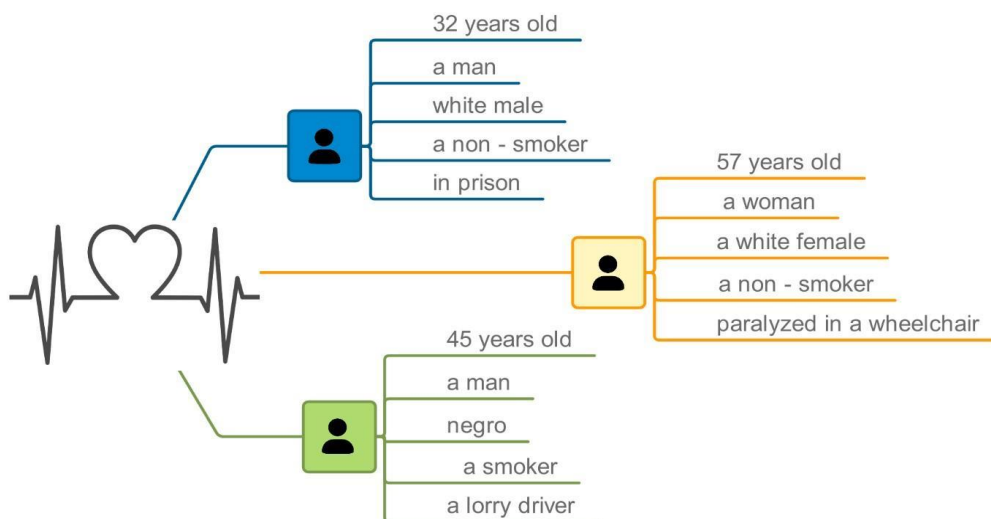 32 years old
a man
white male
a non - smoker
in prison
57 years old
a woman
a white female
a non - smoker
paralyzed in a wheelchair
45 years old
a man
negro
a smoker
a lorry driver